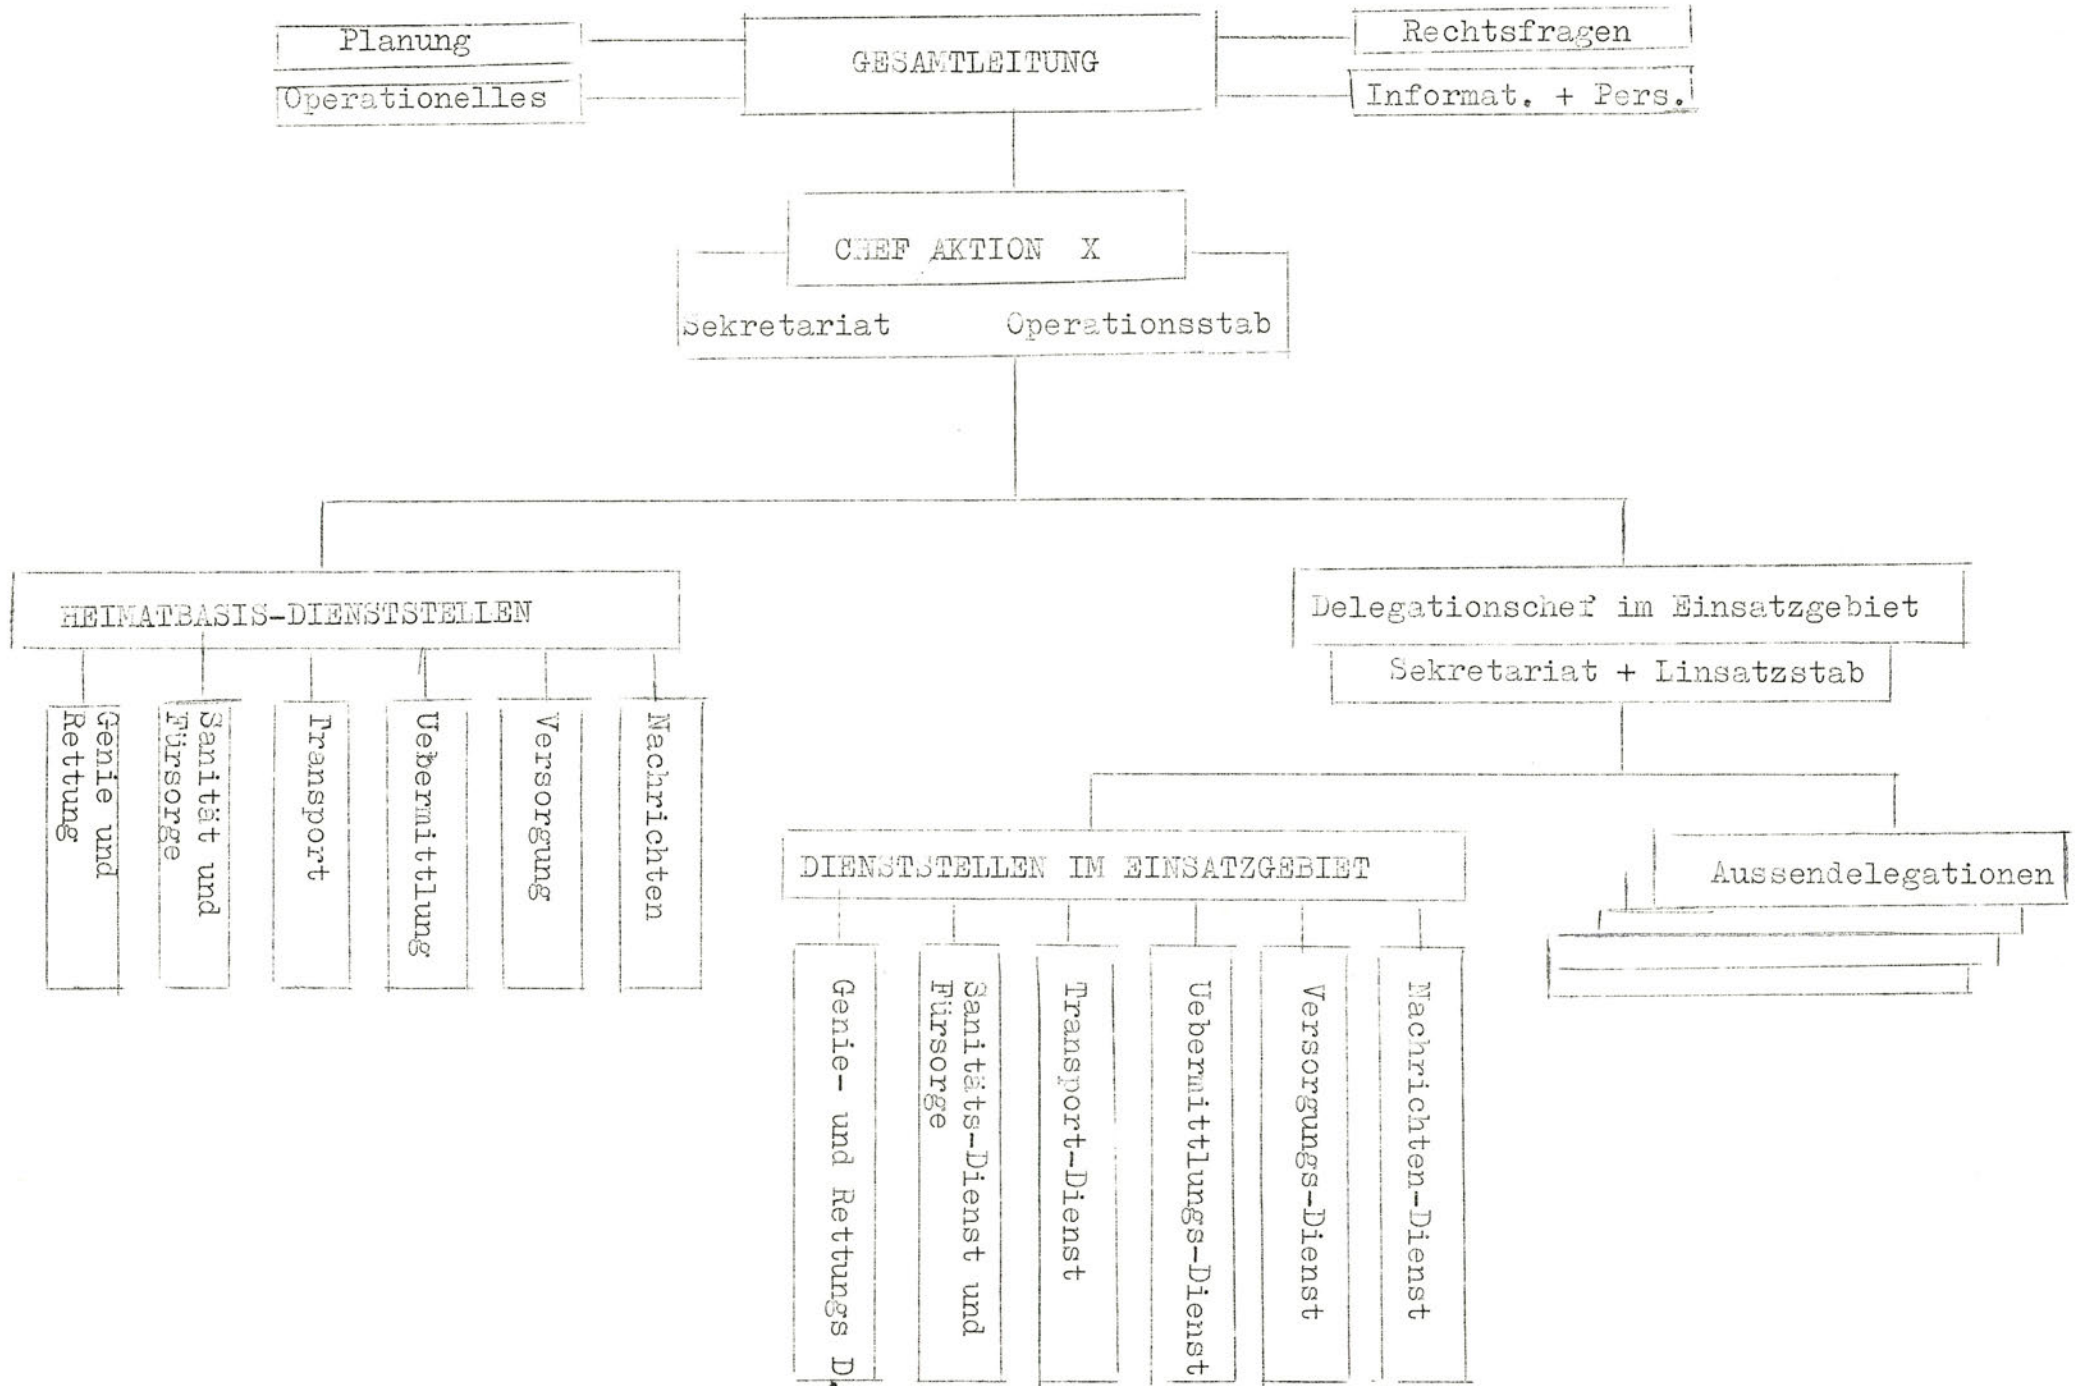 Planung
Operationelles
GESAMTLEITUNG
Rechtsfragen
Informat. + Pers.
CHEF AKTION X
Sekretariat Operationsstab
HEIMATBASIS-DIENSTSTELLEN
Genie und
Rettung
Sanität und
Fürsorge
Transport
Uebermittlung
Versorgung
Nachrichten
Delegationschef im Einsatzgebiet
Sekretariat + Einsatzstab
DIENSTSTELLEN IM EINSATZGEBIET
Genie- und Rettungs D
Sanitäts-Dienst und
Fürsorge
Transport-Dienst
Uebermittlungs-Dienst
Versorgungs-Dienst
Nachrichten-Dienst
Aussendelegationen